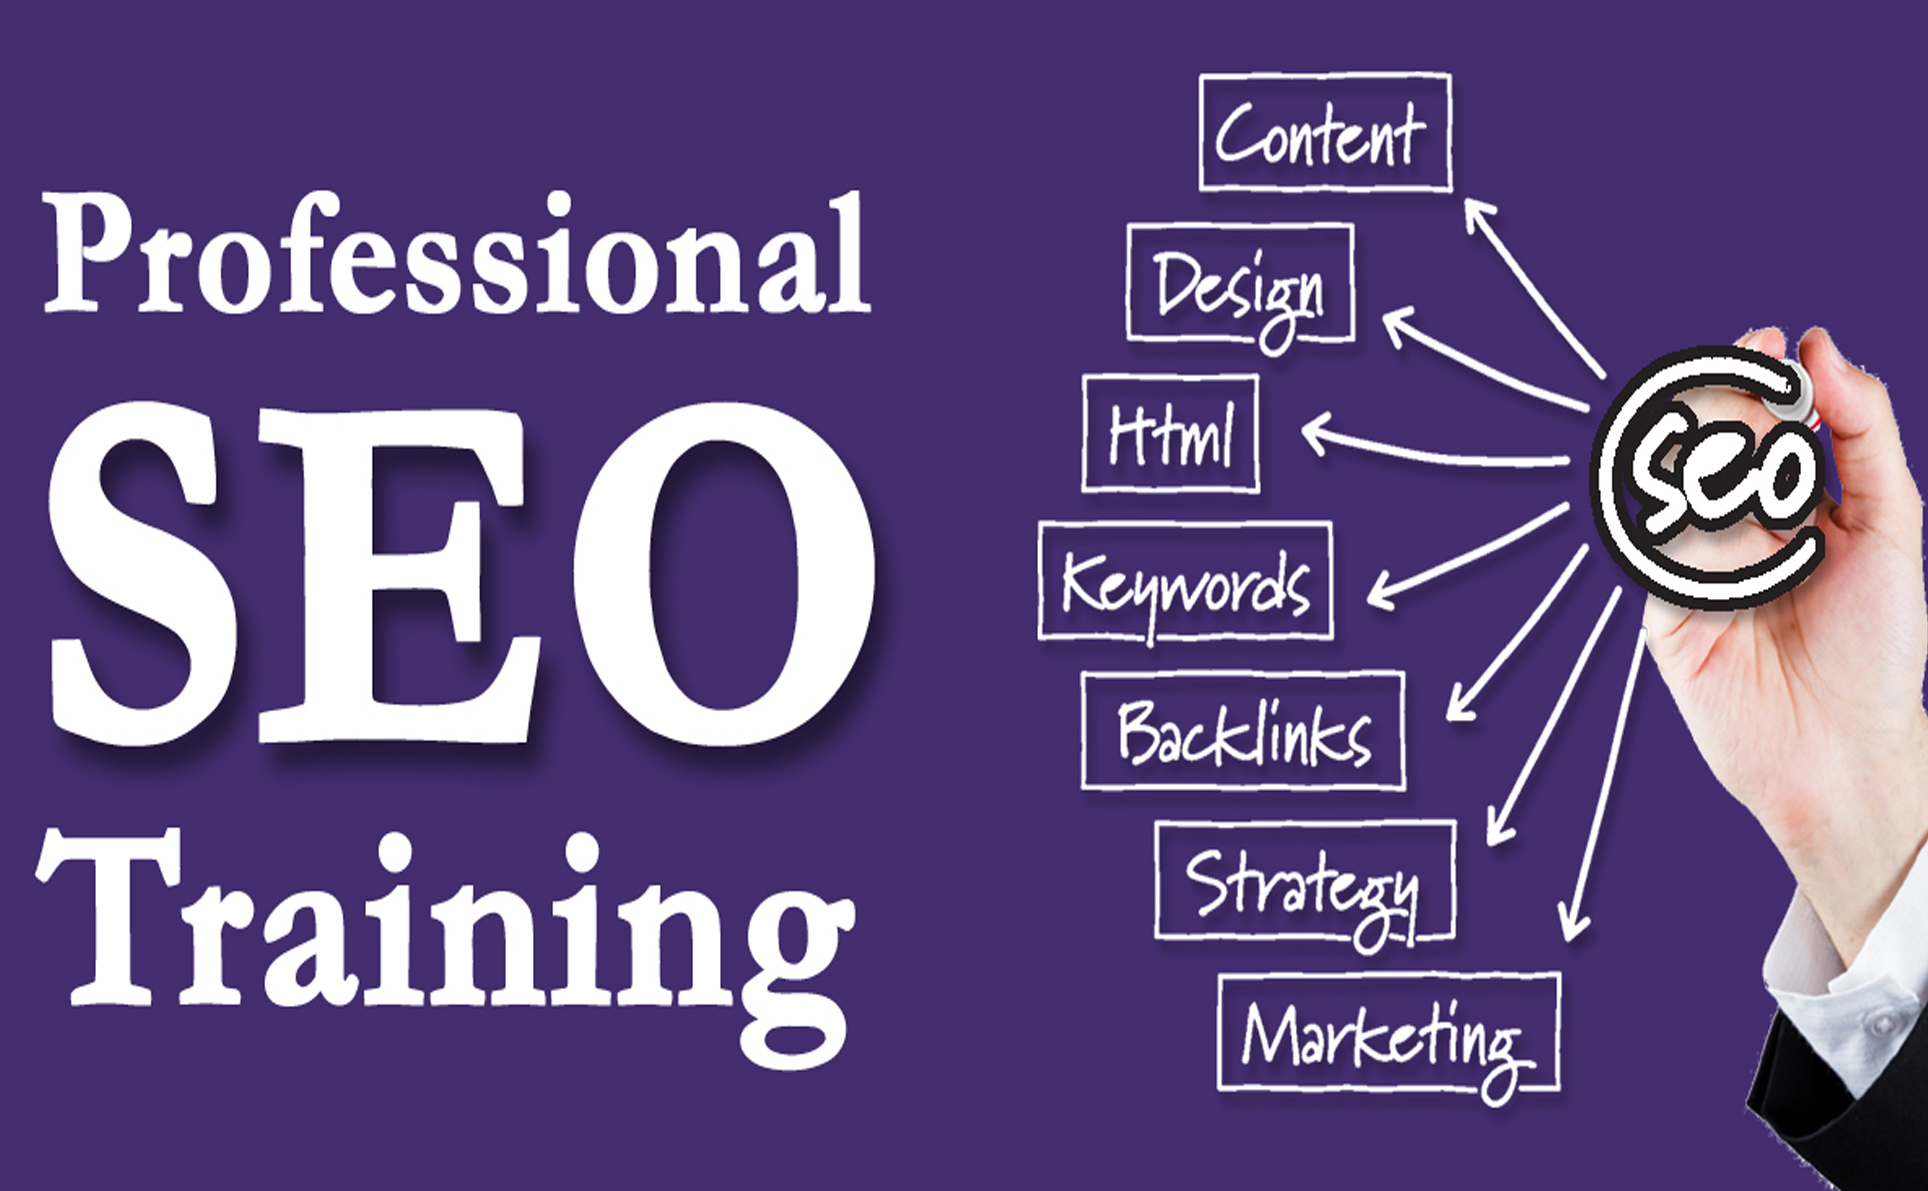 Professional
SEO
Training
Content
Design
Html
Keywords
Backlinks
Strategy
Marketing
seo